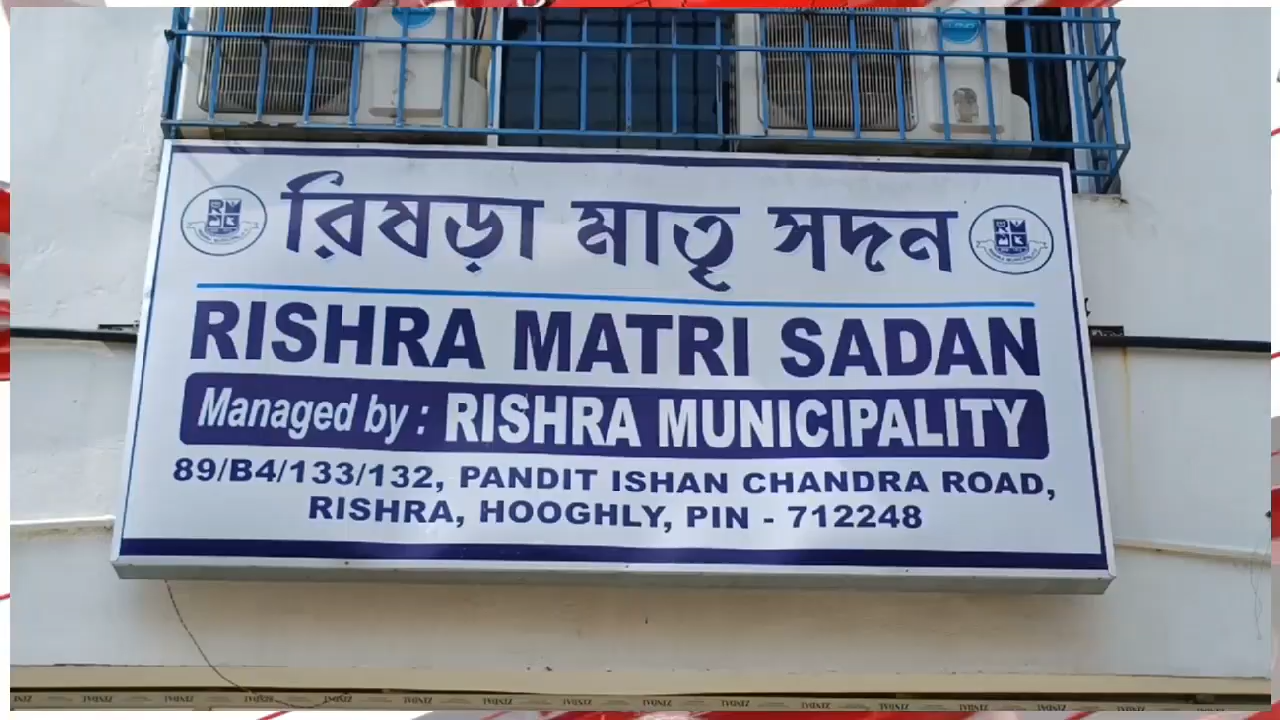 রিষড়া মাতৃ সদন
RISHRA MATRI SADAN
Managed by : RISHRA MUNICIPALITY
89/B4/133/132, PANDIT ISHAN CHANDRA ROAD,
RISHRA, HOOGHLY, PIN - 712248